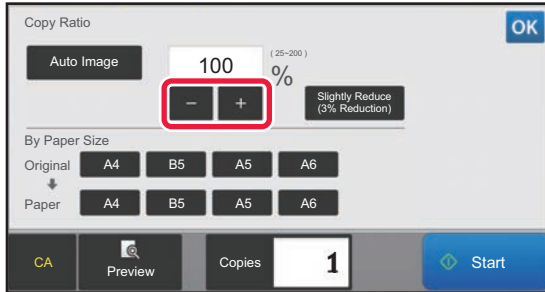 Copy Ratio
OK
Auto Image
100
(25~200)
%
−
+
Slightly Reduce
(3% Reduction)
By Paper Size
Original A4 B5 A5 A6
Paper A4 B5 A5 A6
CA
Preview
Copies
1
Start